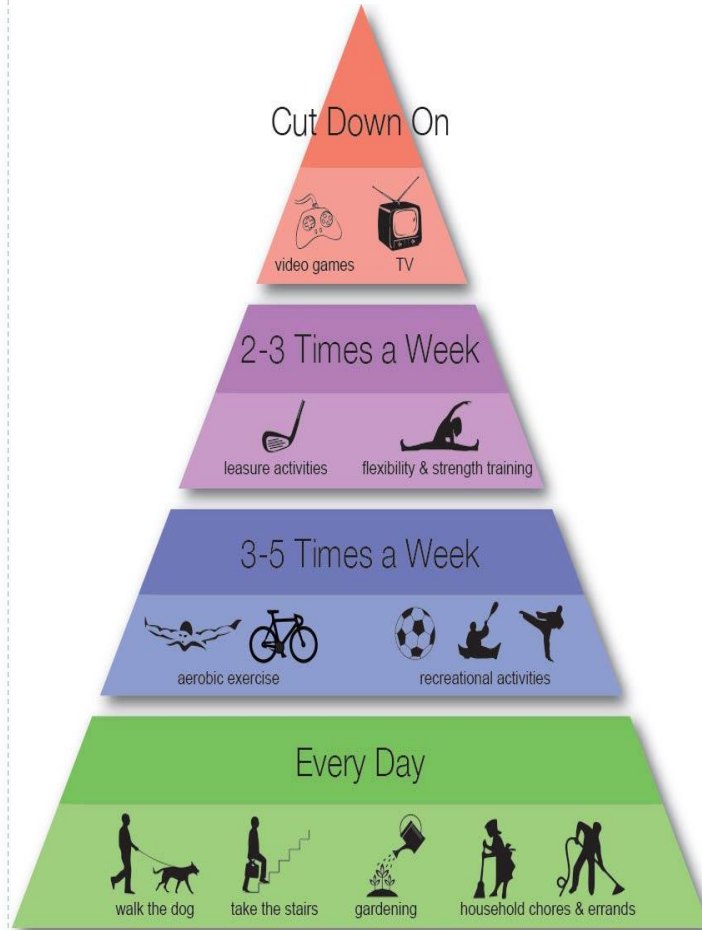 Cut Down On
video games TV
2-3 Times a Week
leasure activities flexibility & strength training
3-5 Times a Week
aerobic exercise recreational activities
Every Day
walk the dog take the stairs gardening household chores & errands